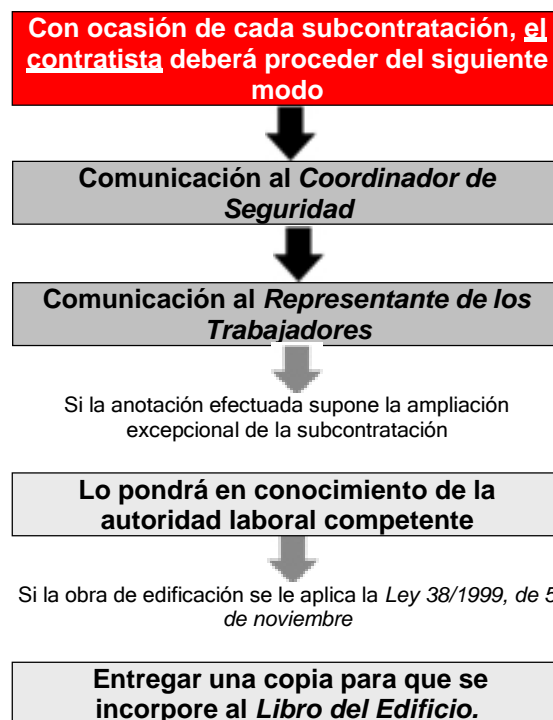 Con ocasión de cada subcontratación, el
contratista deberá proceder del siguiente
modo
Comunicación al Coordinador de
Seguridad
Comunicación al Representante de los
Trabajadores
Si la anotación efectuada supone la ampliación
excepcional de la subcontratación
Lo pondrá en conocimiento de la
autoridad laboral competente
Si la obra de edificación se le aplica la Ley 38/1999, de 5
de noviembre
Entregar una copia para que se
incorpore al Libro del Edificio.